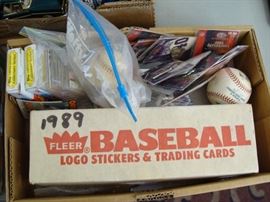 1989
FLEER BASEBALL
LOGO STICKERS & TRADING CARDS